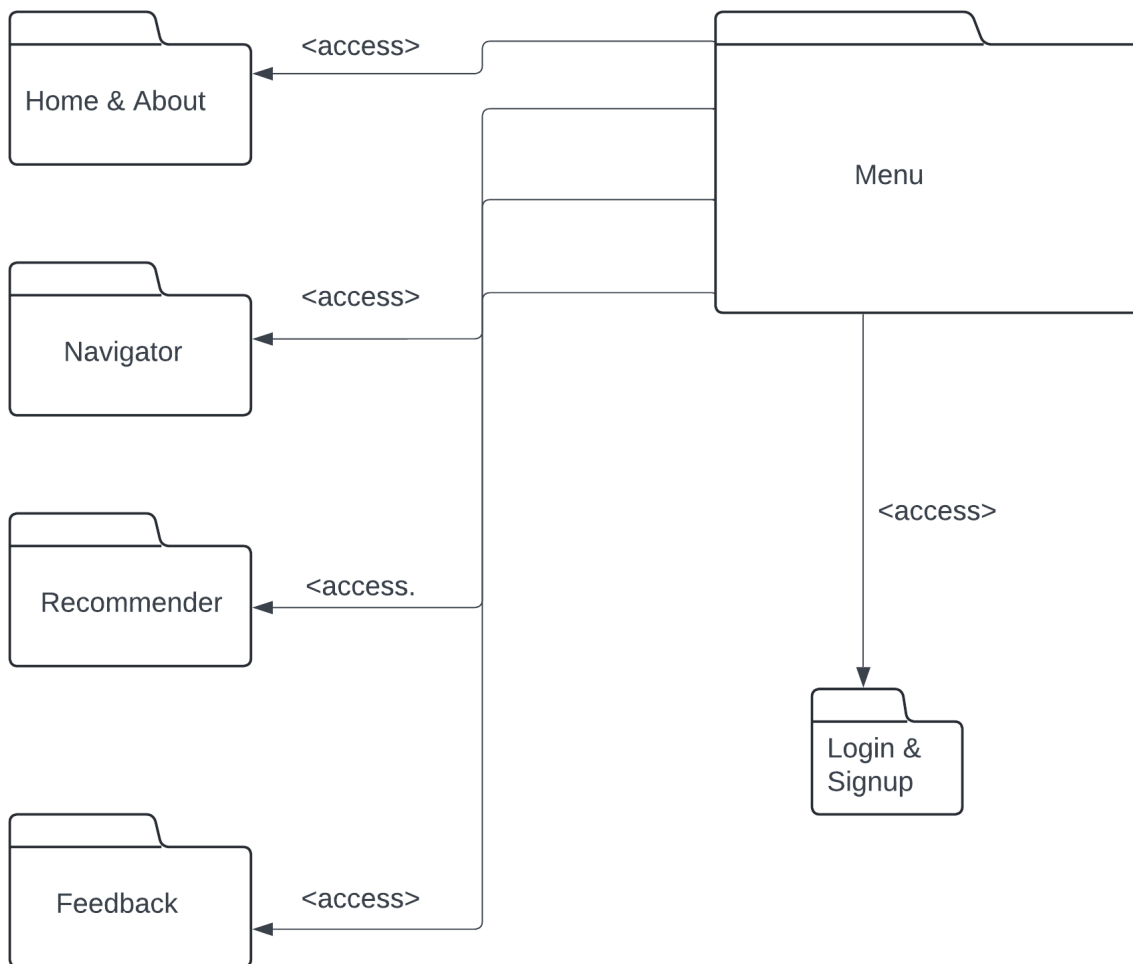 <access>
Home & About
Menu
<access>
Navigator
<access>
<access.
Recommender
Login &
Signup
<access>
Feedback